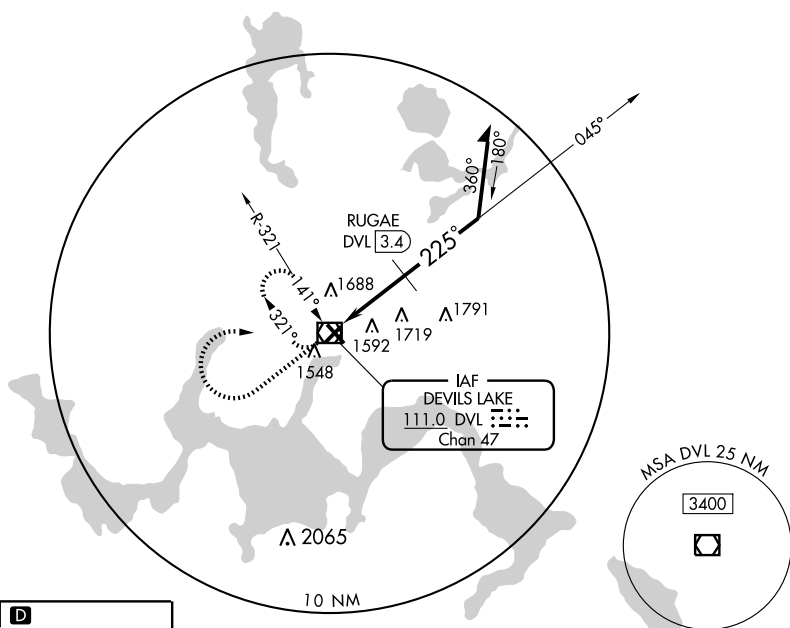 045°
360°
180°
RUGAE
DVL 3.4
225°
R-321
141°
321°
1688
1791
1719
1592
1548
IAF
DEVILS LAKE
111.0 DVL
Chan 47
MSA DVL 25 NM
3400
2065
10 NM
D